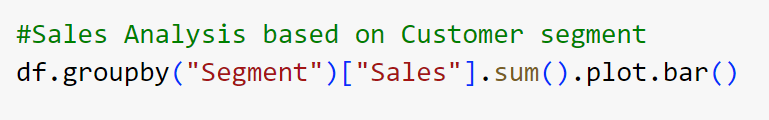 #Sales Analysis based on Customer segment
df.groupby("Segment")["Sales"].sum().plot.bar()